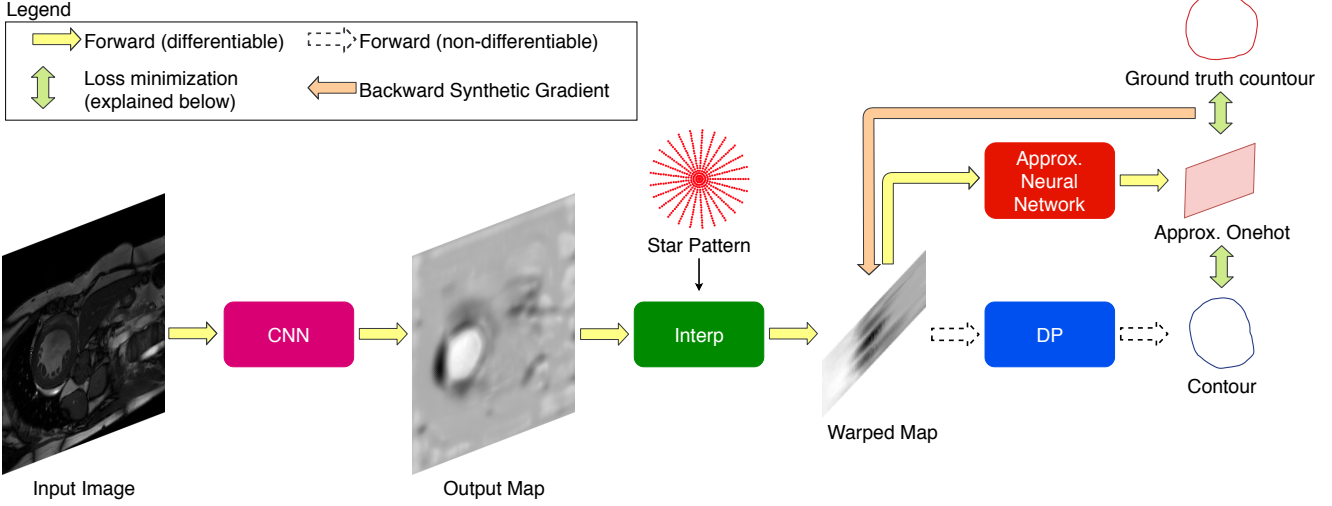 Legend
Forward (differentiable)
Forward (non-differentiable)
Loss minimization
(explained below)
Backward Synthetic Gradient
Ground truth countour
Approx.
Neural
Network
Star Pattern
Approx. Onehot
CNN
Interp
DP
Contour
Warped Map
Input Image
Output Map